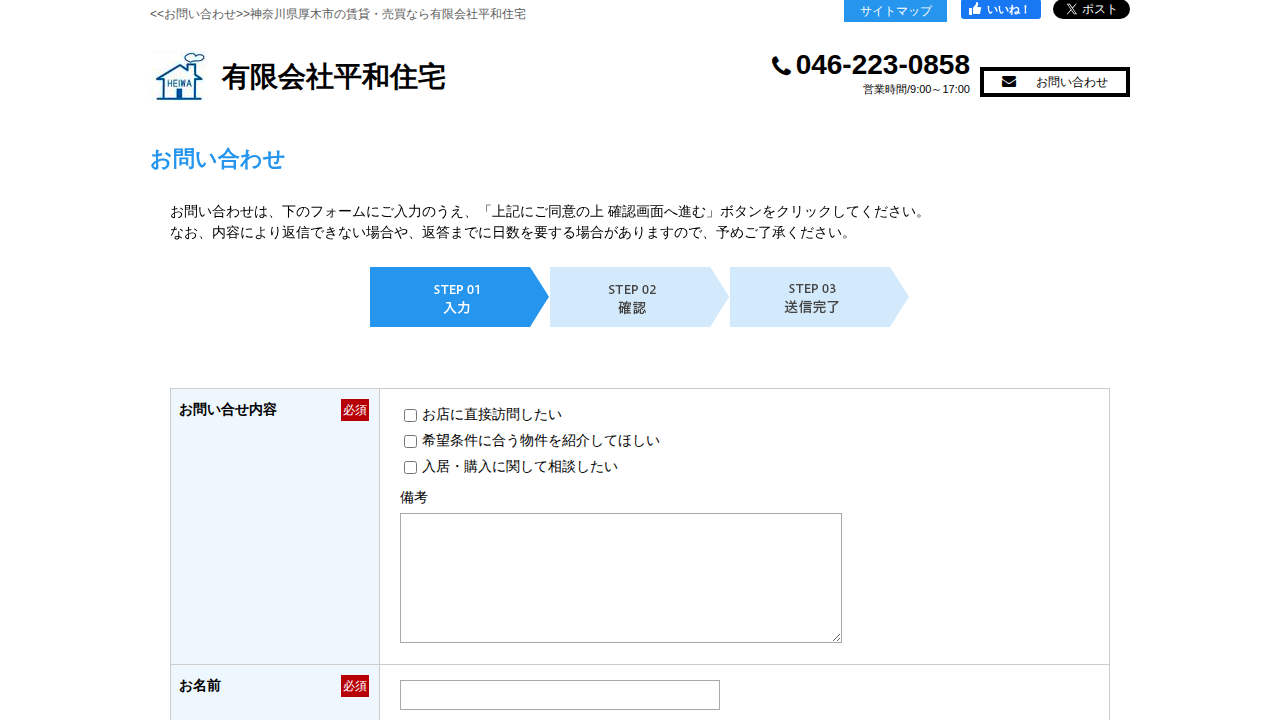 <<お問い合わせ>>神奈川県厚木市の賃貸・売買なら有限会社平和住宅
サイトマップ
いいね！
ポスト
HEIWA
有限会社平和住宅
046-223-0858
営業時間/9:00～17:00
お問い合わせ
お問い合わせ
お問い合わせは、下のフォームにご入力のうえ、「上記にご同意の上 確認画面へ進む」ボタンをクリックしてください。
なお、内容により返信できない場合や、返答までに日数を要する場合がありますので、予めご了承ください。
STEP 01
入力
STEP 02
確認
STEP 03
送信完了
お問い合せ内容
必須
お店に直接訪問したい
希望条件に合う物件を紹介してほしい
入居・購入に関して相談したい
備考
お名前
必須